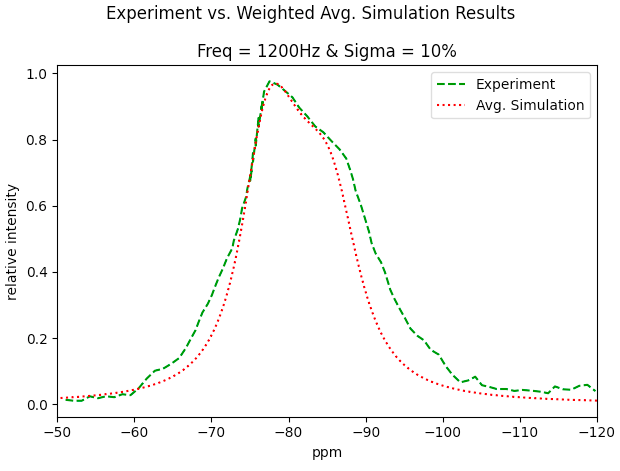 Experiment vs. Weighted Avg. Simulation Results
Freq = 1200Hz & Sigma = 10%
Experiment
Avg. Simulation
relative intensity
1.0
0.8
0.6
0.4
0.2
0.0
−50 −60 −70 −80 −90 −100 −110 −120
ppm